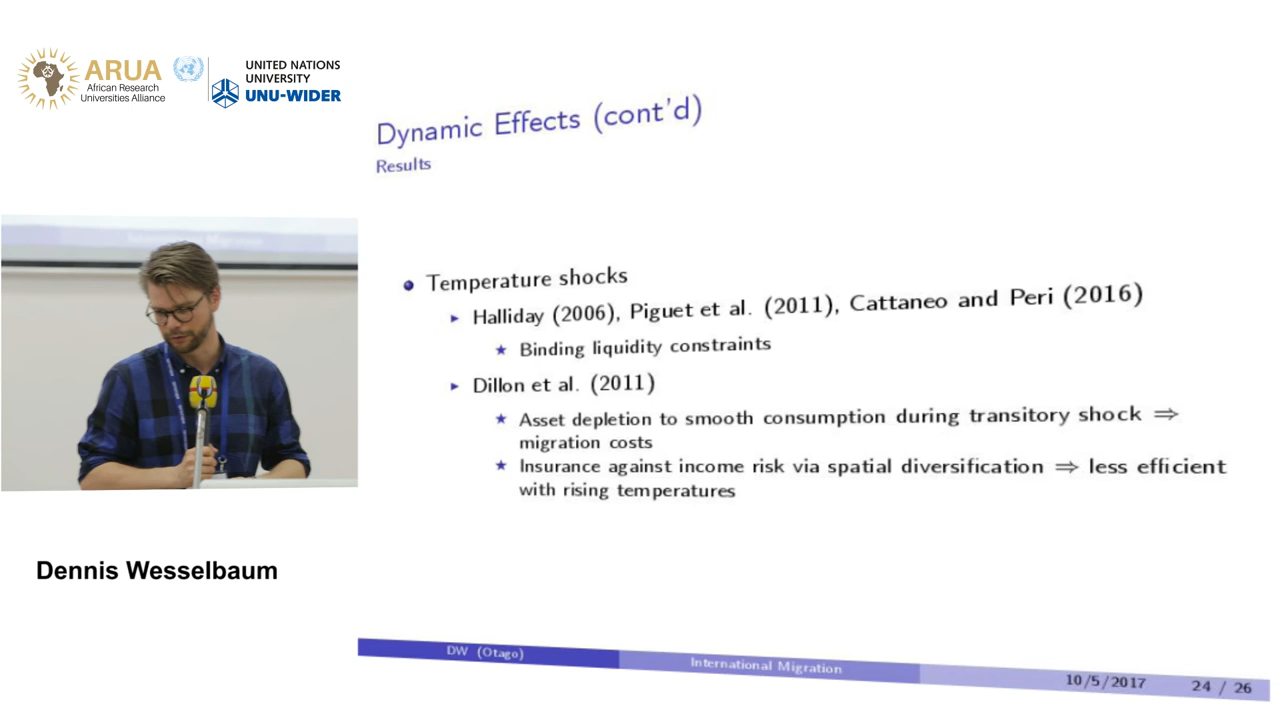 ARUA
African Research
Universities Alliance
UNITED NATIONS
UNIVERSITY
UNU-WIDER
Dynamic Effects (cont'd)
Results
Temperature shocks
Halliday (2006), Piguet et al. (2011), Cattaneo and Peri (2016)
Binding liquidity constraints
Dillon et al. (2011)
Asset depletion to smooth consumption during transitory shock ⇒
migration costs
Insurance against income risk via spatial diversification ⇒ less efficient
with rising temperatures
Dennis Wesselbaum
DW (Otago)
International Migration
10/5/2017
24 / 26